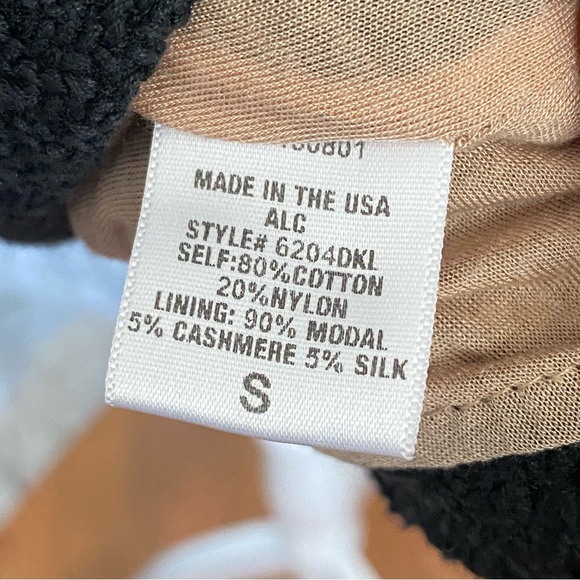 MADE IN THE USA
ALC
STYLE# 6204DKL
SELF:80%COTTON
20%NYLON
LINING: 90% MODAL
5% CASHMERE 5% SILK
S